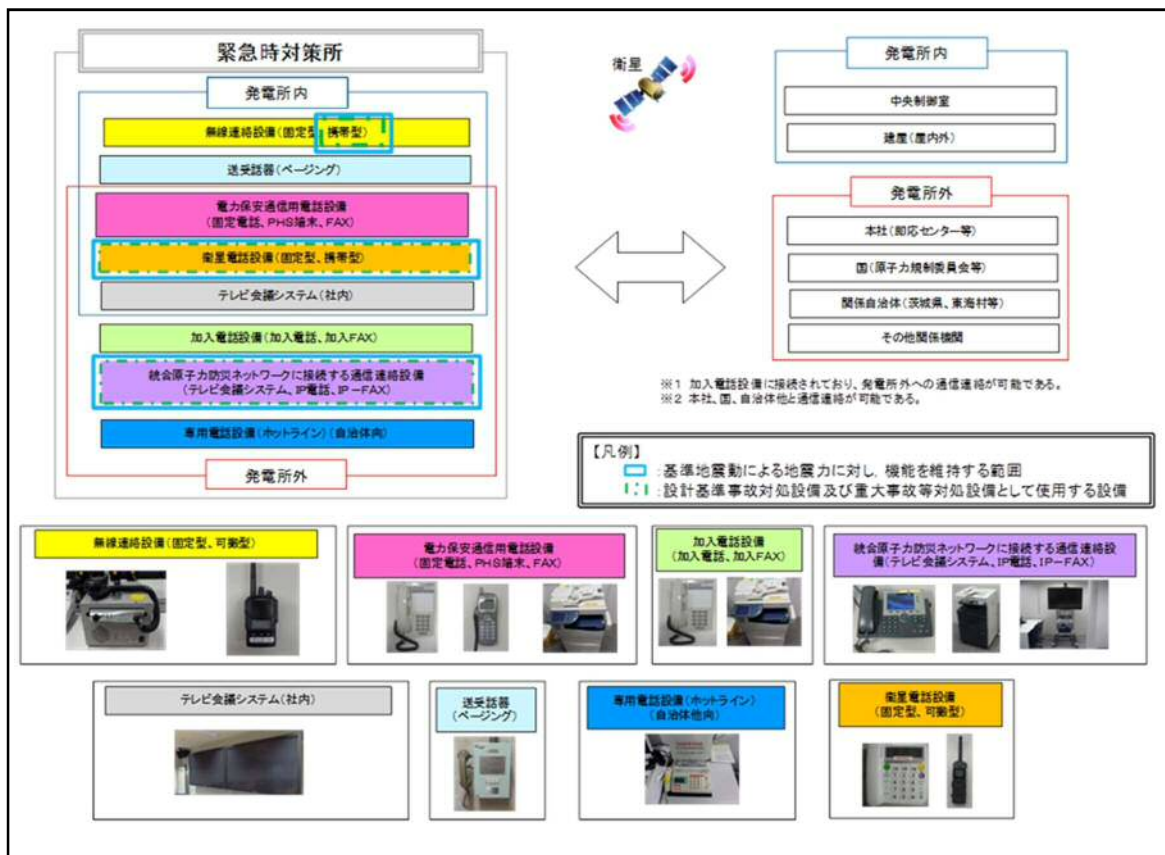 緊急時対策所
発電所内
無線連絡設備(固定型、携帯型)
送受話器(ページング)
電力保安通信用電話設備
(固定電話、PHS端末、FAX)
衛星電話設備(固定型、携帯型)
テレビ会議システム(社内)
加入電話設備(加入電話、加入FAX)
統合原子力防災ネットワークに接続する通信連絡設備
(テレビ会議システム、IP電話、IP-FAX)
専用電話設備(ホットライン)(自治体向)
発電所外
衛星
発電所内
中央制御室
建屋(屋内外)
発電所外
本社(即応センター等)
国(原子力規制委員会等)
関係自治体(茨城県、東海村等)
その他関係機関
※1 加入電話設備に接続されており、発電所外への通信連絡が可能である。
※2 本社、国、自治体他と通信連絡が可能である。
【凡例】
:基準地震動による地震力に対し,機能を維持する範囲
:設計基準事故対処設備及び重大事故等対処設備として使用する設備
無線連絡設備(固定型、可搬型)
電力保安通信用電話設備
(固定電話、PHS端末、FAX)
加入電話設備
(加入電話、加入FAX)
統合原子力防災ネットワークに接続する通信連絡設
備(テレビ会議システム、IP電話、IP-FAX)
テレビ会議システム(社内)
送受話器
(ページング)
専用電話設備(ホットライン)
(自治体他向)
衛星電話設備
(固定型、可搬型)